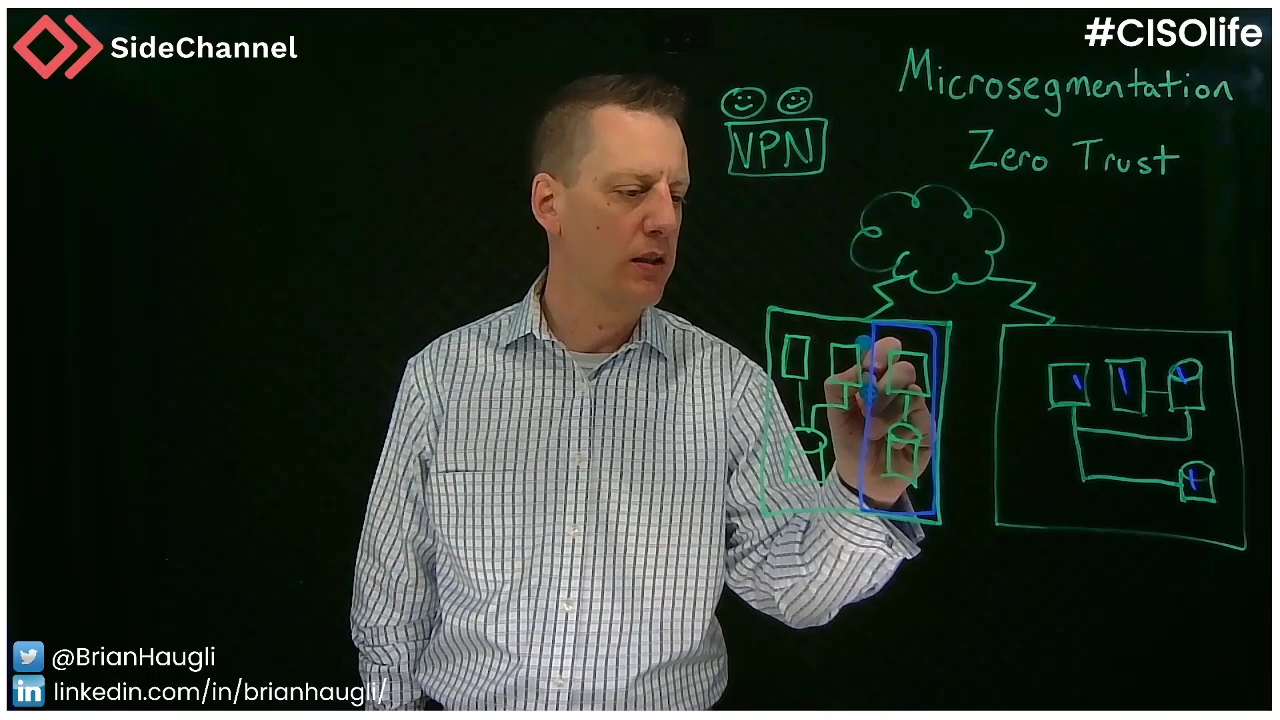 SideChannel
#CISOlife
Microsegmentation
Zero Trust
VPN
@BrianHaugli
linkedin.com/in/brianhaugli/